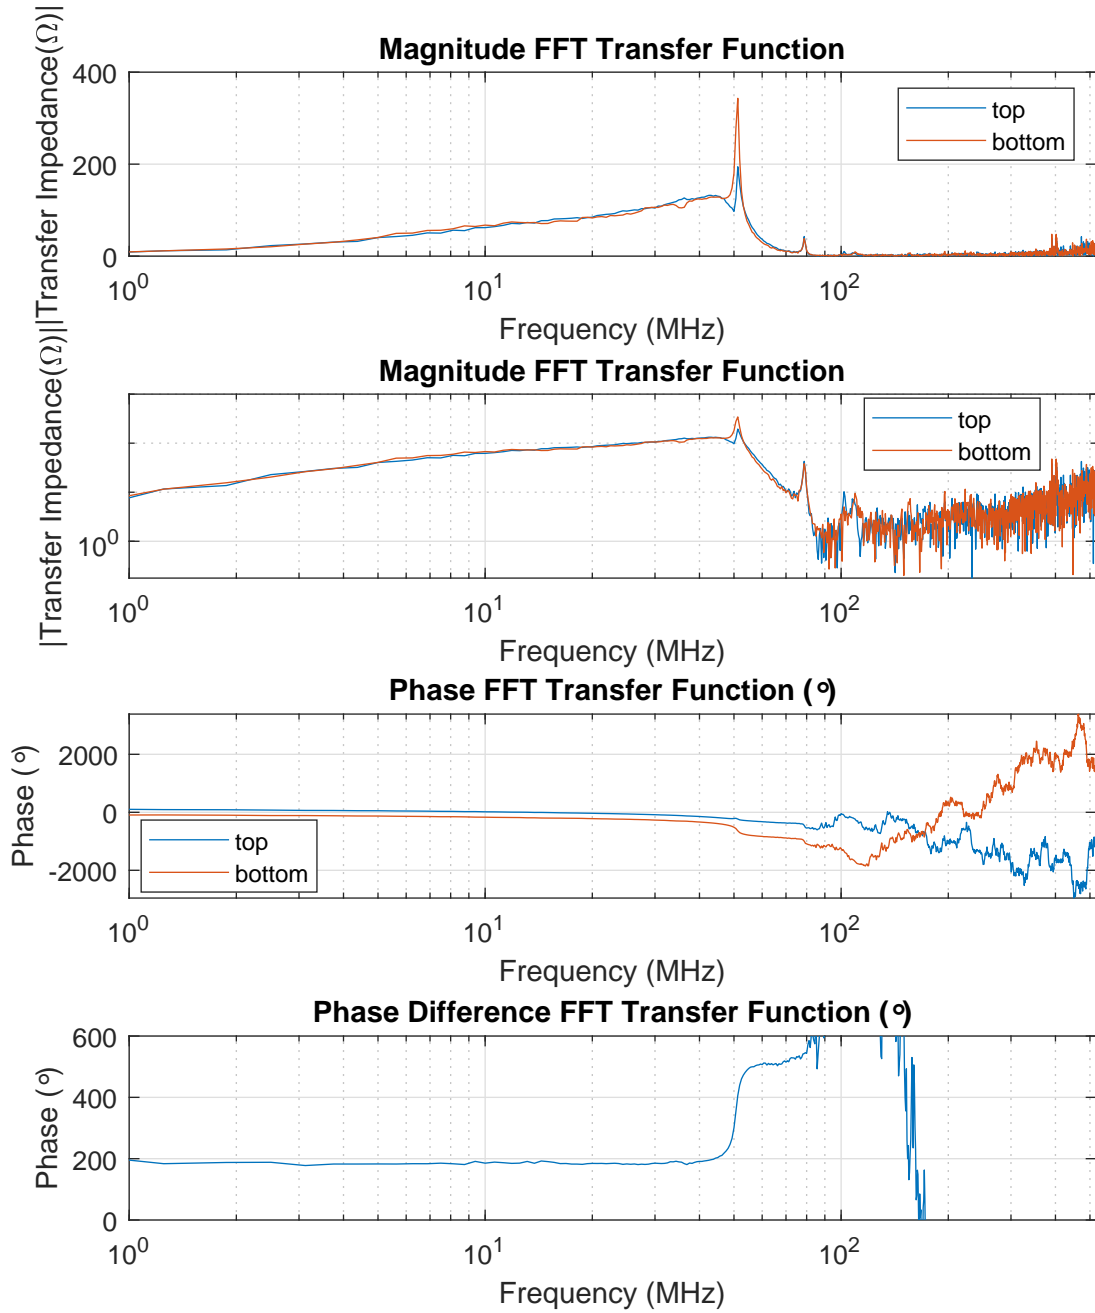 Magnitude FFT Transfer Function
|Transfer Impedance(Ω)|
400
200
0
top
bottom
10^0
10^1
10^2
Frequency (MHz)
Magnitude FFT Transfer Function
|Transfer Impedance(Ω)|
10^0
top
bottom
10^0
10^1
10^2
Frequency (MHz)
Phase FFT Transfer Function (°)
Phase (°)
2000
0
-2000
top
bottom
10^0
10^1
10^2
Frequency (MHz)
Phase Difference FFT Transfer Function (°)
Phase (°)
600
400
200
0
10^0
10^1
10^2
Frequency (MHz)